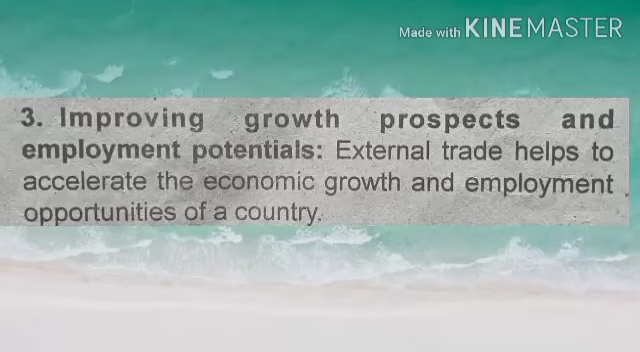 Made with KINEMASTER
3. Improving growth prospects and
employment potentials: External trade helps to
accelerate the economic growth and employment
opportunities of a country.